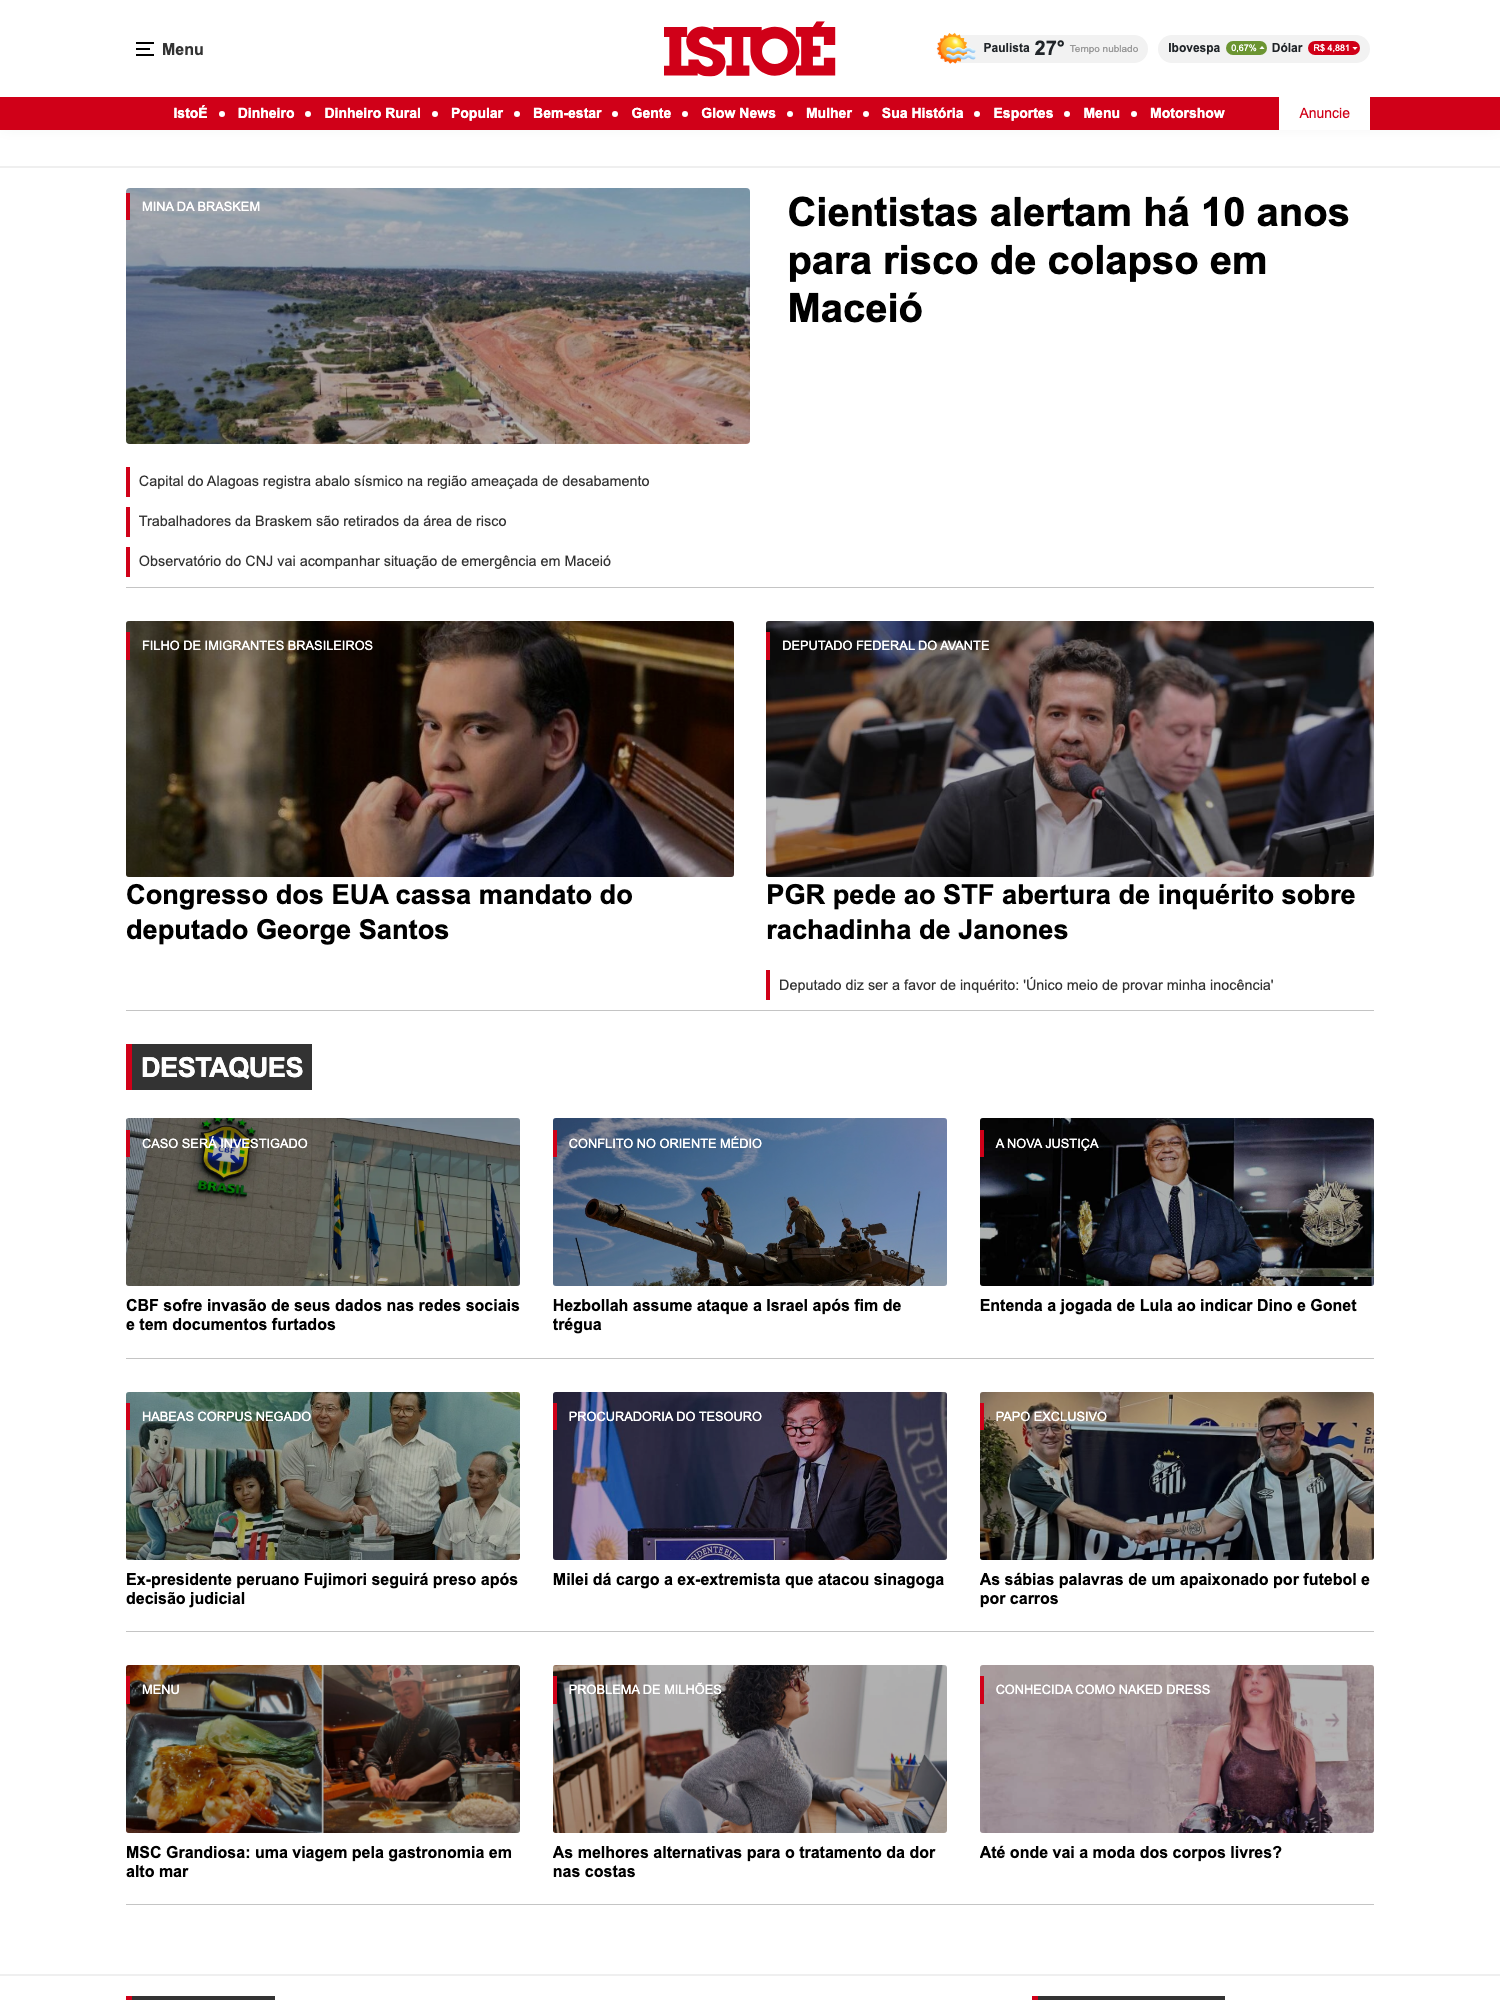 Menu
ISTOÉ
Paulista 27° Tempo nublado
Ibovespa 0,67% Dólar R$ 4,881
IstoÉ • Dinheiro • Dinheiro Rural • Popular • Bem-estar • Gente • Glow News • Mulher • Sua História • Esportes • Menu • Motorshow
Anuncie
MINA DA BRASKEM
Cientistas alertam há 10 anos
para risco de colapso em
Maceió
Capital do Alagoas registra abalo sísmico na região ameaçada de desabamento
Trabalhadores da Braskem são retirados da área de risco
Observatório do CNJ vai acompanhar situação de emergência em Maceió
FILHO DE IMIGRANTES BRASILEIROS
Congresso dos EUA cassa mandato do
deputado George Santos
DEPUTADO FEDERAL DO AVANTE
PGR pede ao STF abertura de inquérito sobre
rachadinha de Janones
Deputado diz ser a favor de inquérito: 'Único meio de provar minha inocência'
DESTAQUES
CASO SERÁ INVESTIGADO
CBF
BRASIL
CBF sofre invasão de seus dados nas redes sociais
e tem documentos furtados
CONFLITO NO ORIENTE MÉDIO
Hezbollah assume ataque a Israel após fim de
trégua
A NOVA JUSTIÇA
Entenda a jogada de Lula ao indicar Dino e Gonet
HABEAS CORPUS NEGADO
Ex-presidente peruano Fujimori seguirá preso após
decisão judicial
PROCURADORIA DO TESOURO
REP
Milei dá cargo a ex-extremista que atacou sinagoga
PAPO EXCLUSIVO
O SANTOS
As sábias palavras de um apaixonado por futebol e
por carros
MENU
MSC Grandiosa: uma viagem pela gastronomia em
alto mar
PROBLEMA DE MILHÕES
As melhores alternativas para o tratamento da dor
nas costas
CONHECIDA COMO NAKED DRESS
Até onde vai a moda dos corpos livres?